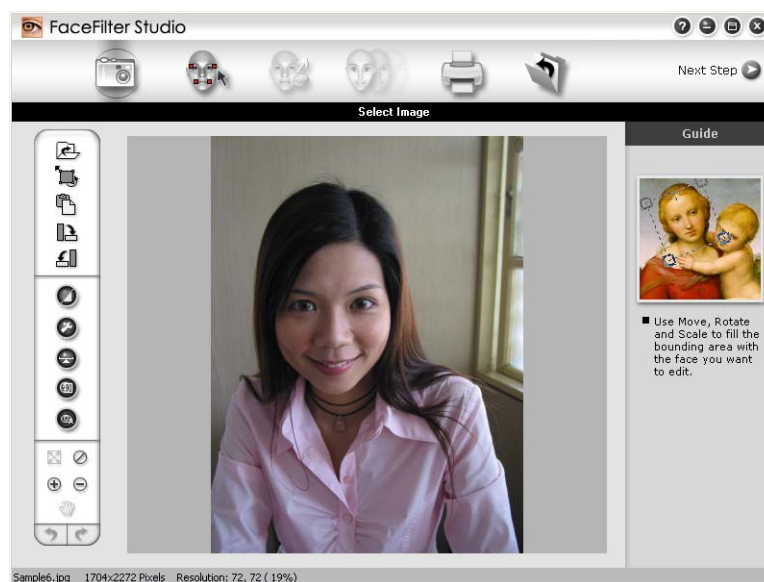 FaceFilter Studio
Next Step
Select Image
Guide
Use Move, Rotate
and Scale to fill the
bounding area with
the face you want
to edit.
Sample6.jpg 1704x2272 Pixels Resolution: 72, 72 ( 19%)